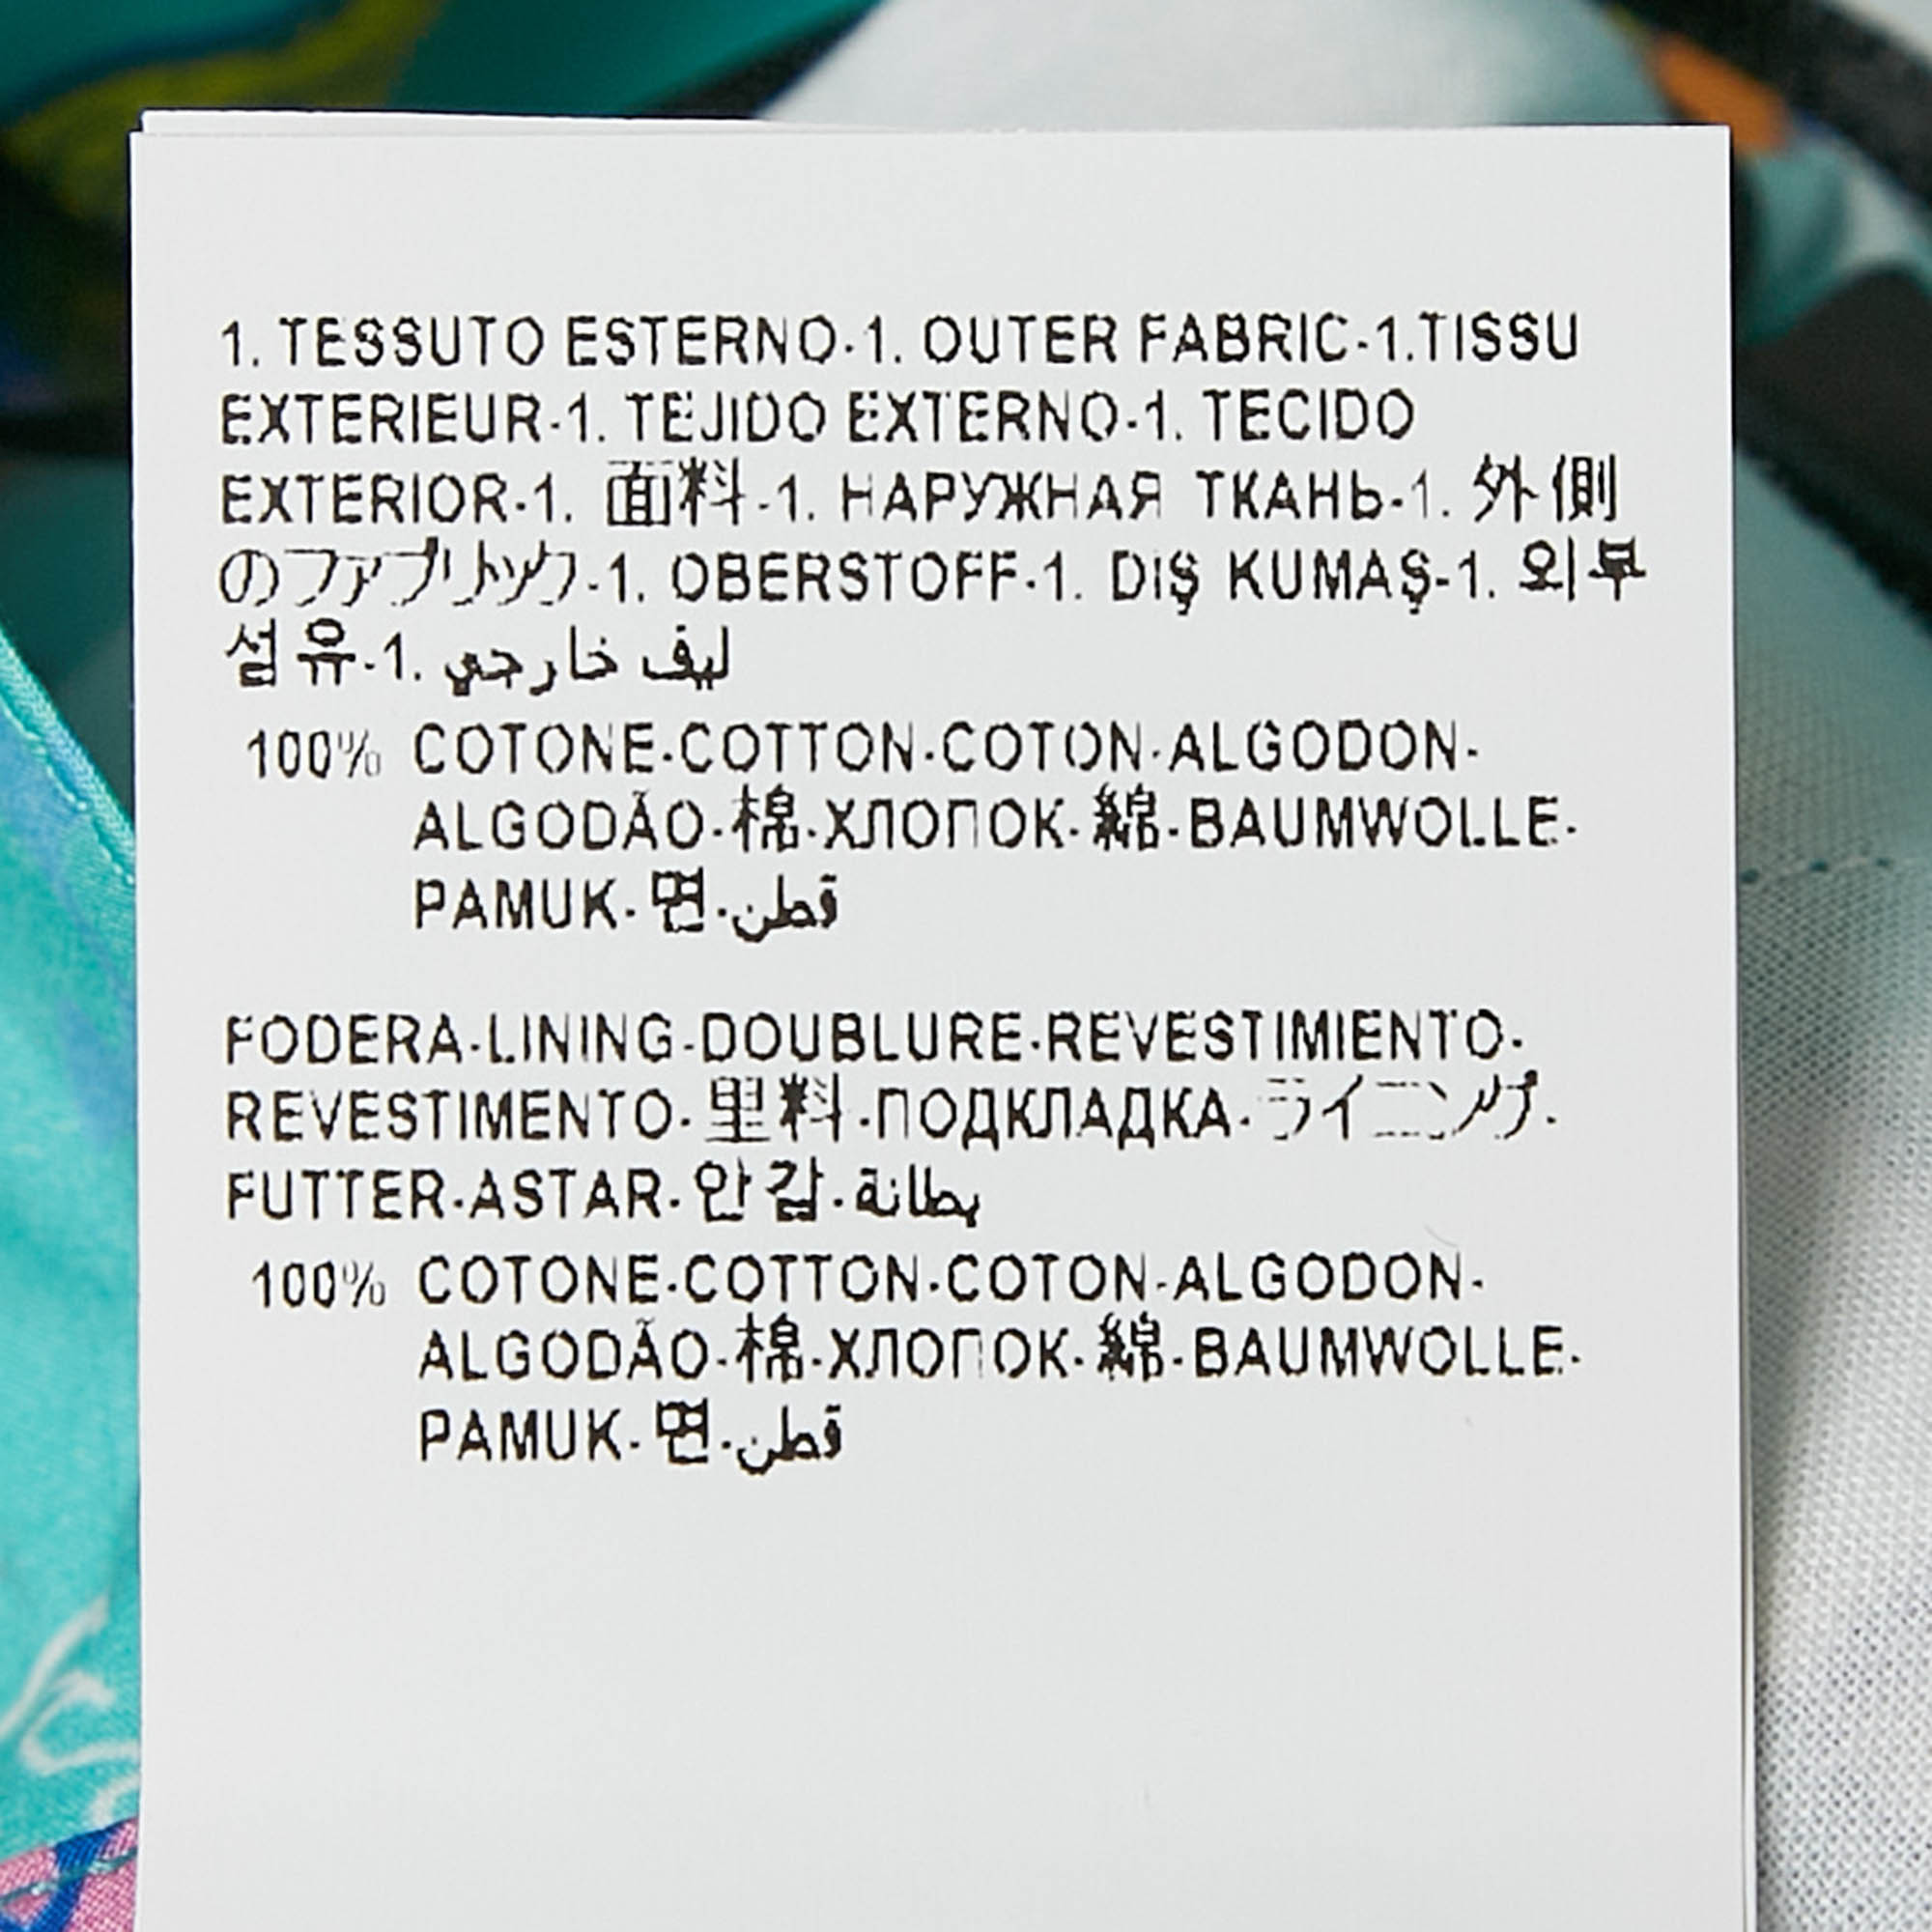 1. TESSUTO ESTERNO-1. OUTER FABRIC-1.TISSU
EXTERIEUR-1. TEJIDO EXTERNO-1. TECIDO
EXTERIOR-1. 面料-1. НАРУЖНАЯ ТКАНЬ-1. 外側
のファブリック-1. OBERSTOFF-1. DIŞ KUMAŞ-1. 외부
섬유-1. ليف خارجي
100% COTONE-COTTON-COTON-ALGODON-
ALGODÃO-棉-ХЛОПОК-綿-BAUMWOLLE-
PAMUK-면-قطن
FODERA-LINING-DOUBLURE-REVESTIMIENTO-
REVESTIMENTO-里料-ПОДКЛАДКА-ライニング-
FUTTER-ASTAR-안감-بطانة
100% COTONE-COTTON-COTON-ALGODON-
ALGODÃO-棉-ХЛОПОК-綿-BAUMWOLLE-
PAMUK-면-قطن